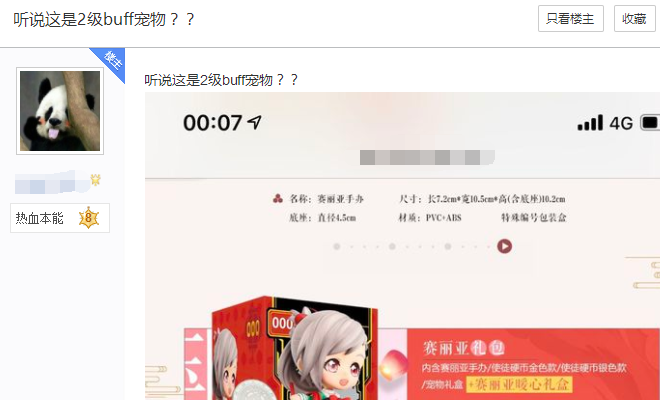 听说这是2级buff宠物？？
只看楼主
收藏
楼主
听说这是2级buff宠物？？
热血本能
8
00:07
4G
名称：赛丽亚手办
尺寸：长7.2cm*宽10.5cm*高(含底座)10.2cm
底座：直径4.5cm
材质：PVC+ABS
特殊编号包装盒
000
000
赛丽亚礼包
内含赛丽亚手办/使徒硬币金色款/使徒硬币银色款
/宠物礼盒 +赛丽亚暖心礼盒